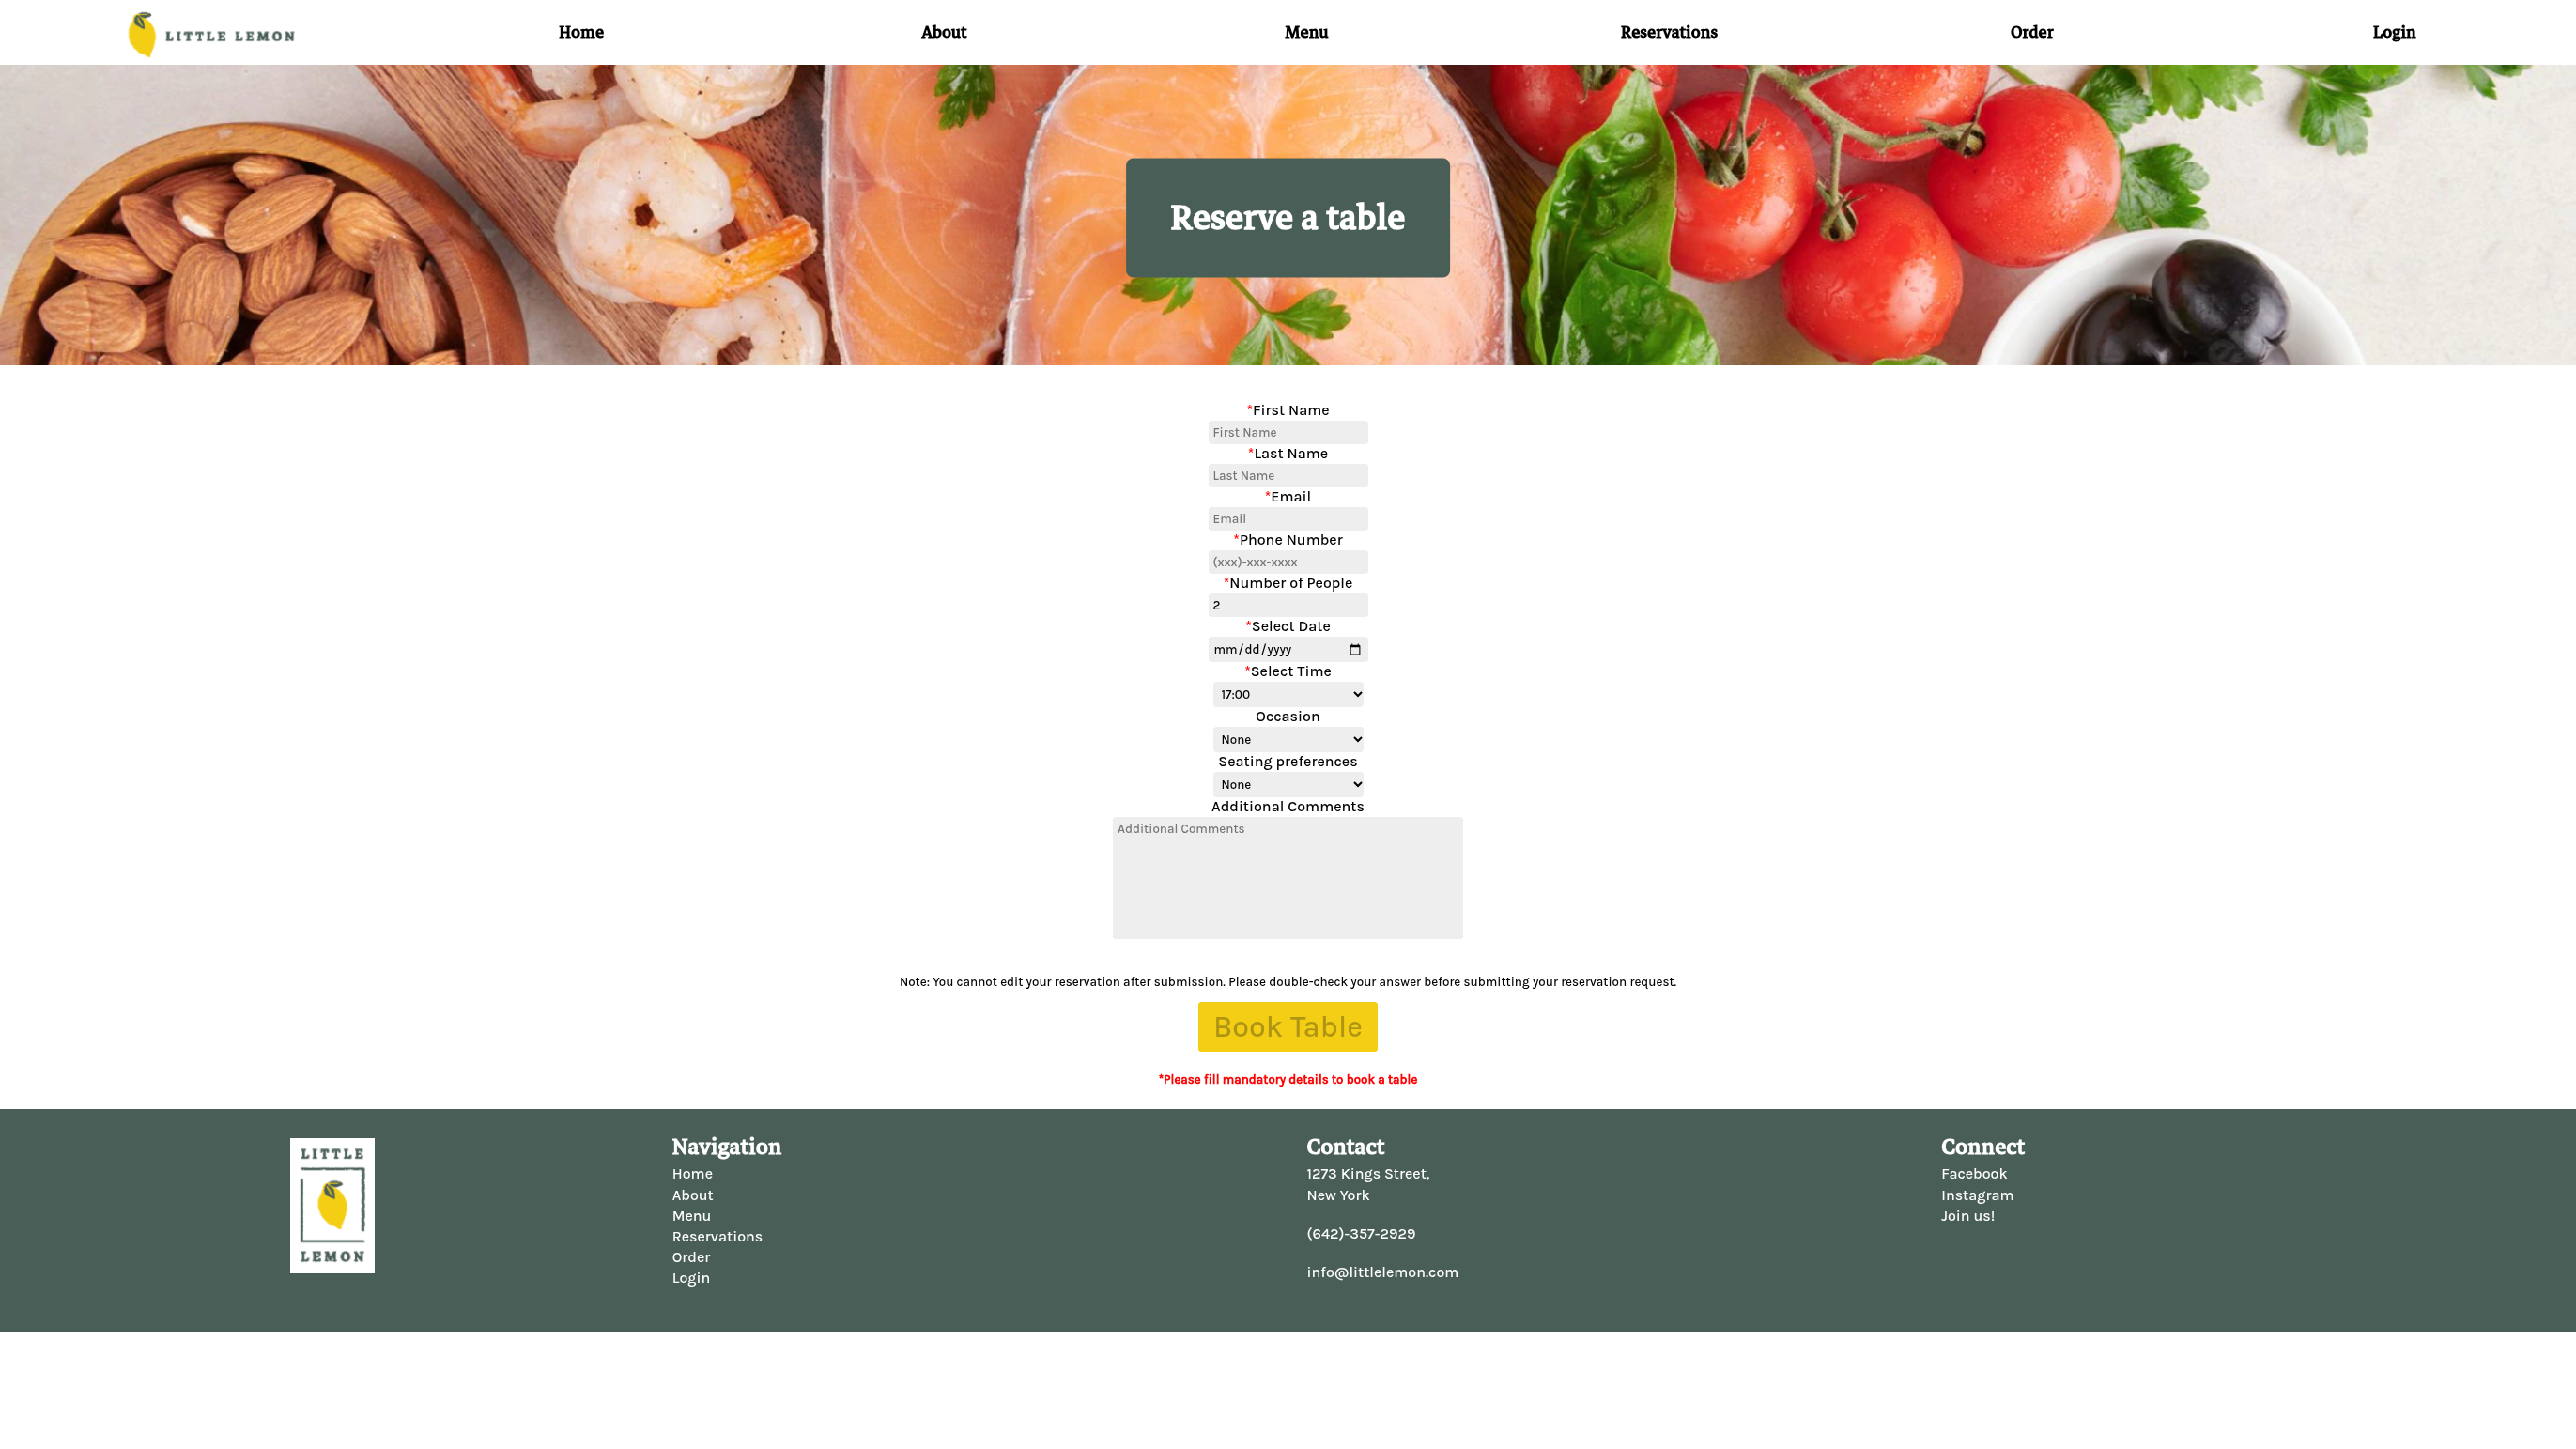 LITTLE LEMON
Home
About
Menu
Reservations
Order
Login
Reserve a table
*First Name
First Name
*Last Name
Last Name
*Email
Email
*Phone Number
(xxx)-xxx-xxxx
*Number of People
2
*Select Date
mm/dd/yyyy
*Select Time
17:00
Occasion
None
Seating preferences
None
Additional Comments
Additional Comments
Note: You cannot edit your reservation after submission. Please double-check your answer before submitting your reservation request.
Book Table
*Please fill mandatory details to book a table
LITTLE
LEMON
Navigation
Home
About
Menu
Reservations
Order
Login
Contact
1273 Kings Street,
New York
(642)-357-2929
info@littlelemon.com
Connect
Facebook
Instagram
Join us!